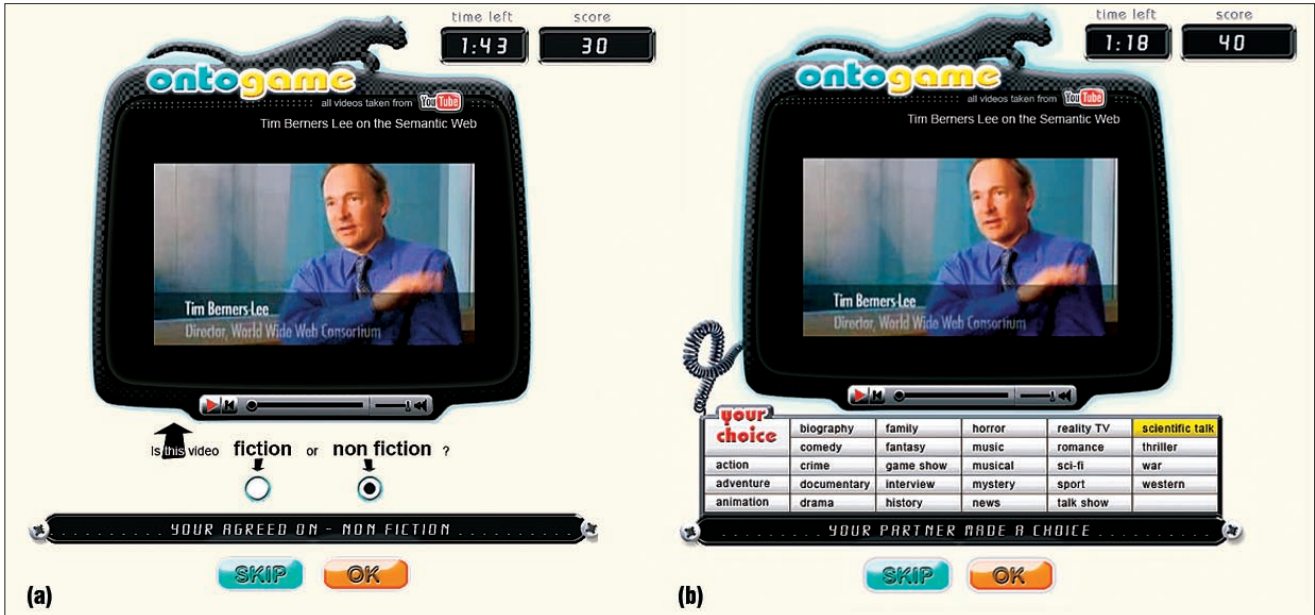 time left score
1:43 30
ontogame
all videos taken from YouTube
Tim Berners Lee on the Semantic Web
Tim Berners-Lee
Director, World Wide Web Consortium
Is this video fiction or non fiction ?
YOUR AGREED ON - NON FICTION
SKIP OK
(a)
time left score
1:18 40
ontogame
all videos taken from YouTube
Tim Berners Lee on the Semantic Web
Tim Berners-Lee
Director, World Wide Web Consortium
your choice
biography family horror reality TV scientific talk
comedy fantasy music romance thriller
action crime game show musical sci-fi war
adventure documentary interview mystery sport western
animation drama history news talk show
YOUR PARTNER MADE A CHOICE
SKIP OK
(b)